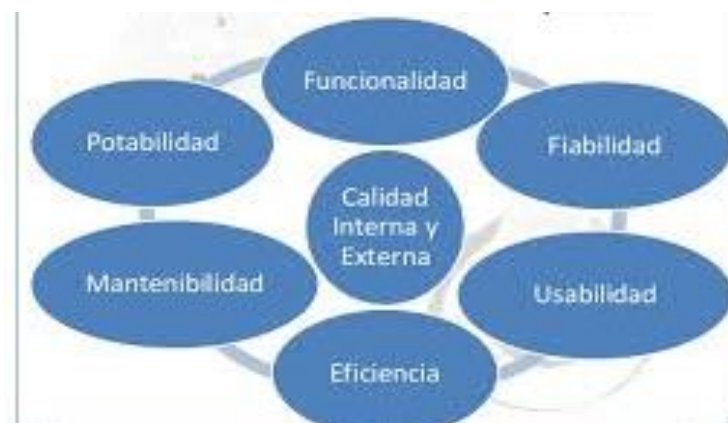 Funcionalidad
Potabilidad
Fiabilidad
Calidad
Interna y
Externa
Mantenibilidad
Usabilidad
Eficiencia